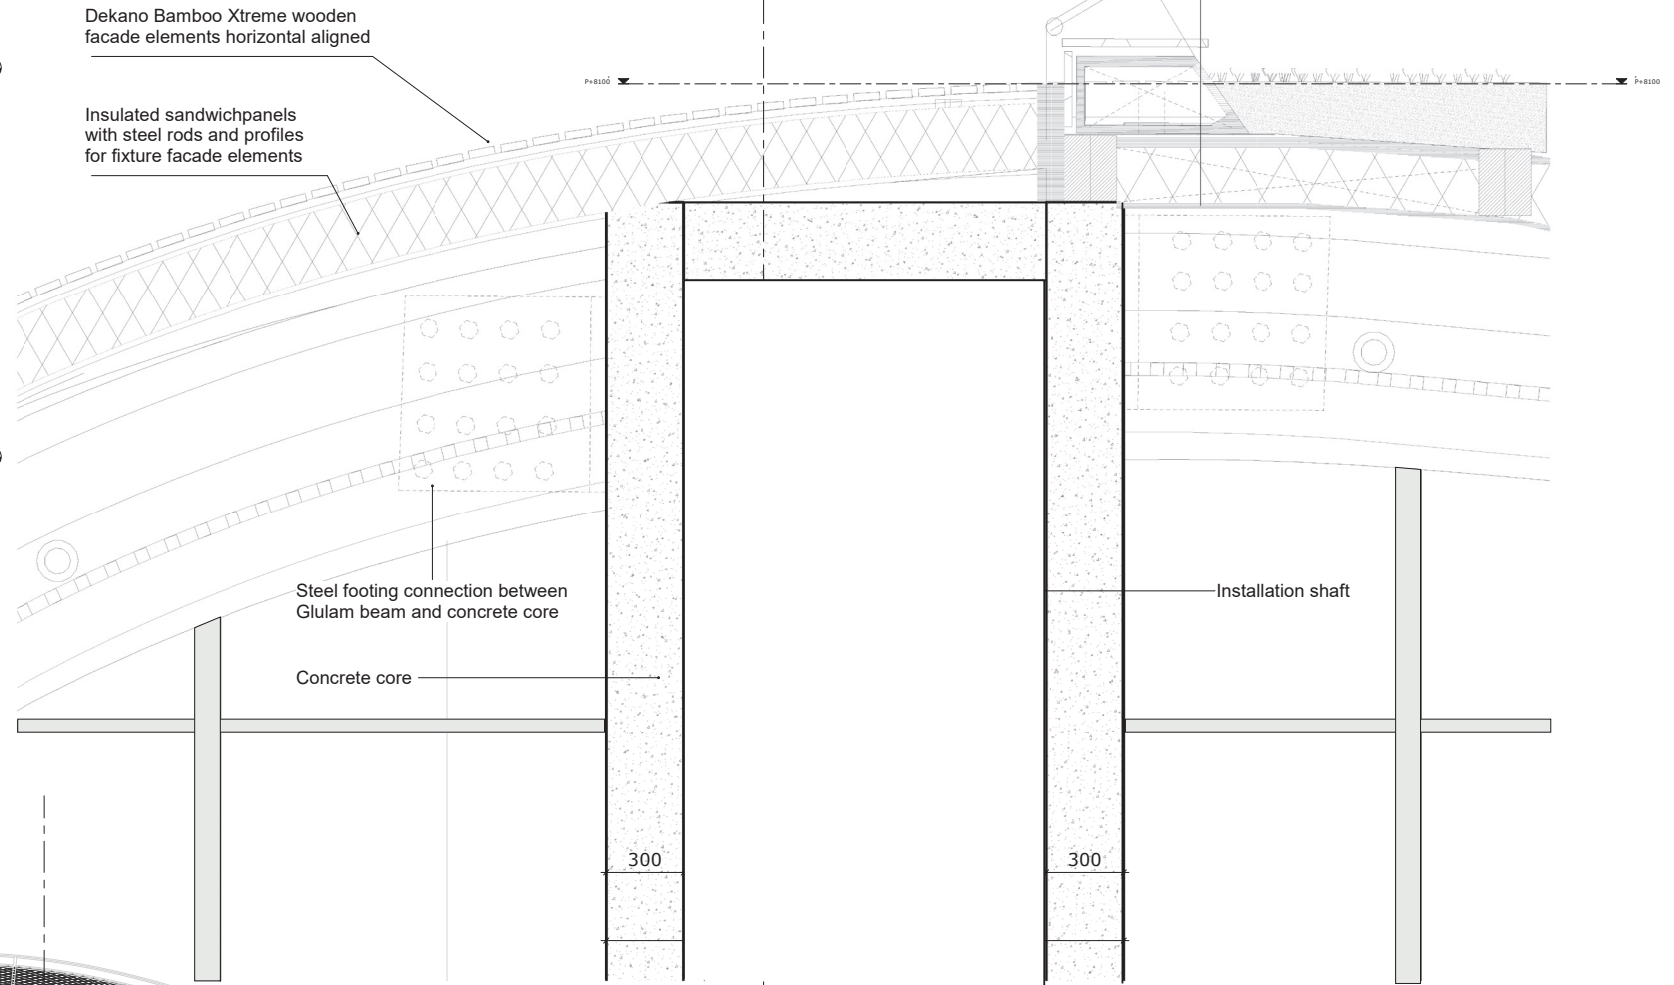 Dekano Bamboo Xtreme wooden
facade elements horizontal aligned
P+8100
P+8100
Insulated sandwichpanels
with steel rods and profiles
for fixture facade elements
Steel footing connection between
Glulam beam and concrete core
Installation shaft
Concrete core
300
300